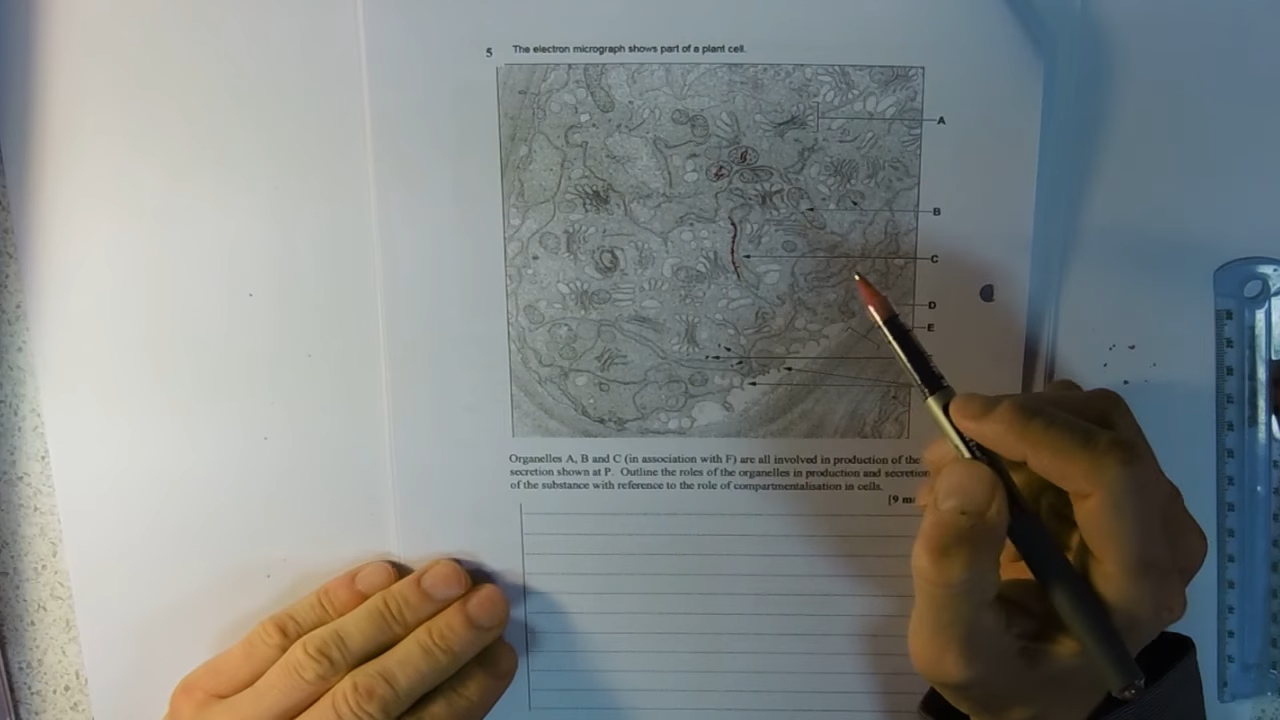 5 The electron micrograph shows part of a plant cell.
A
B
C
D
E
Organelles A, B and C (in association with F) are all involved in production of the
secretion shown at P. Outline the roles of the organelles in production and secretion
of the substance with reference to the role of compartmentalisation in cells.
[9